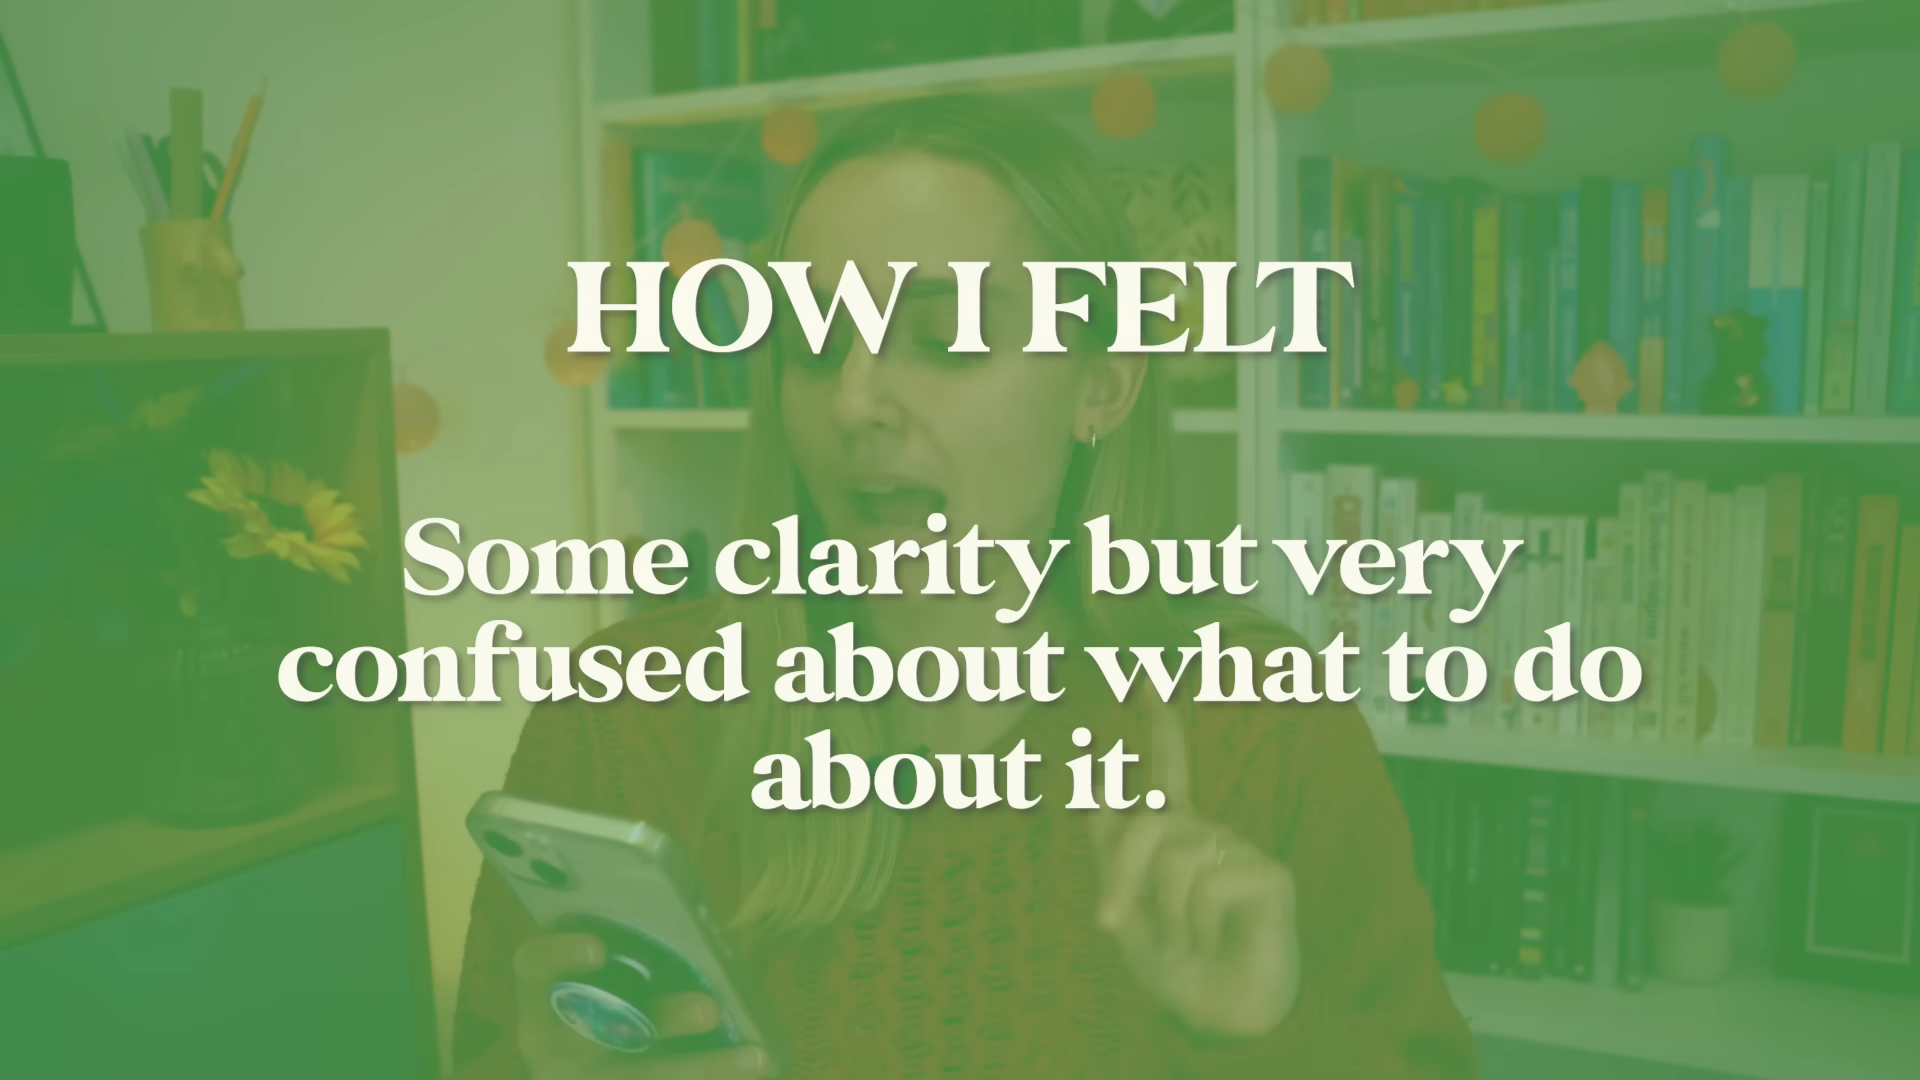 HOW I FELT
Some clarity but very
confused about what to do
about it.